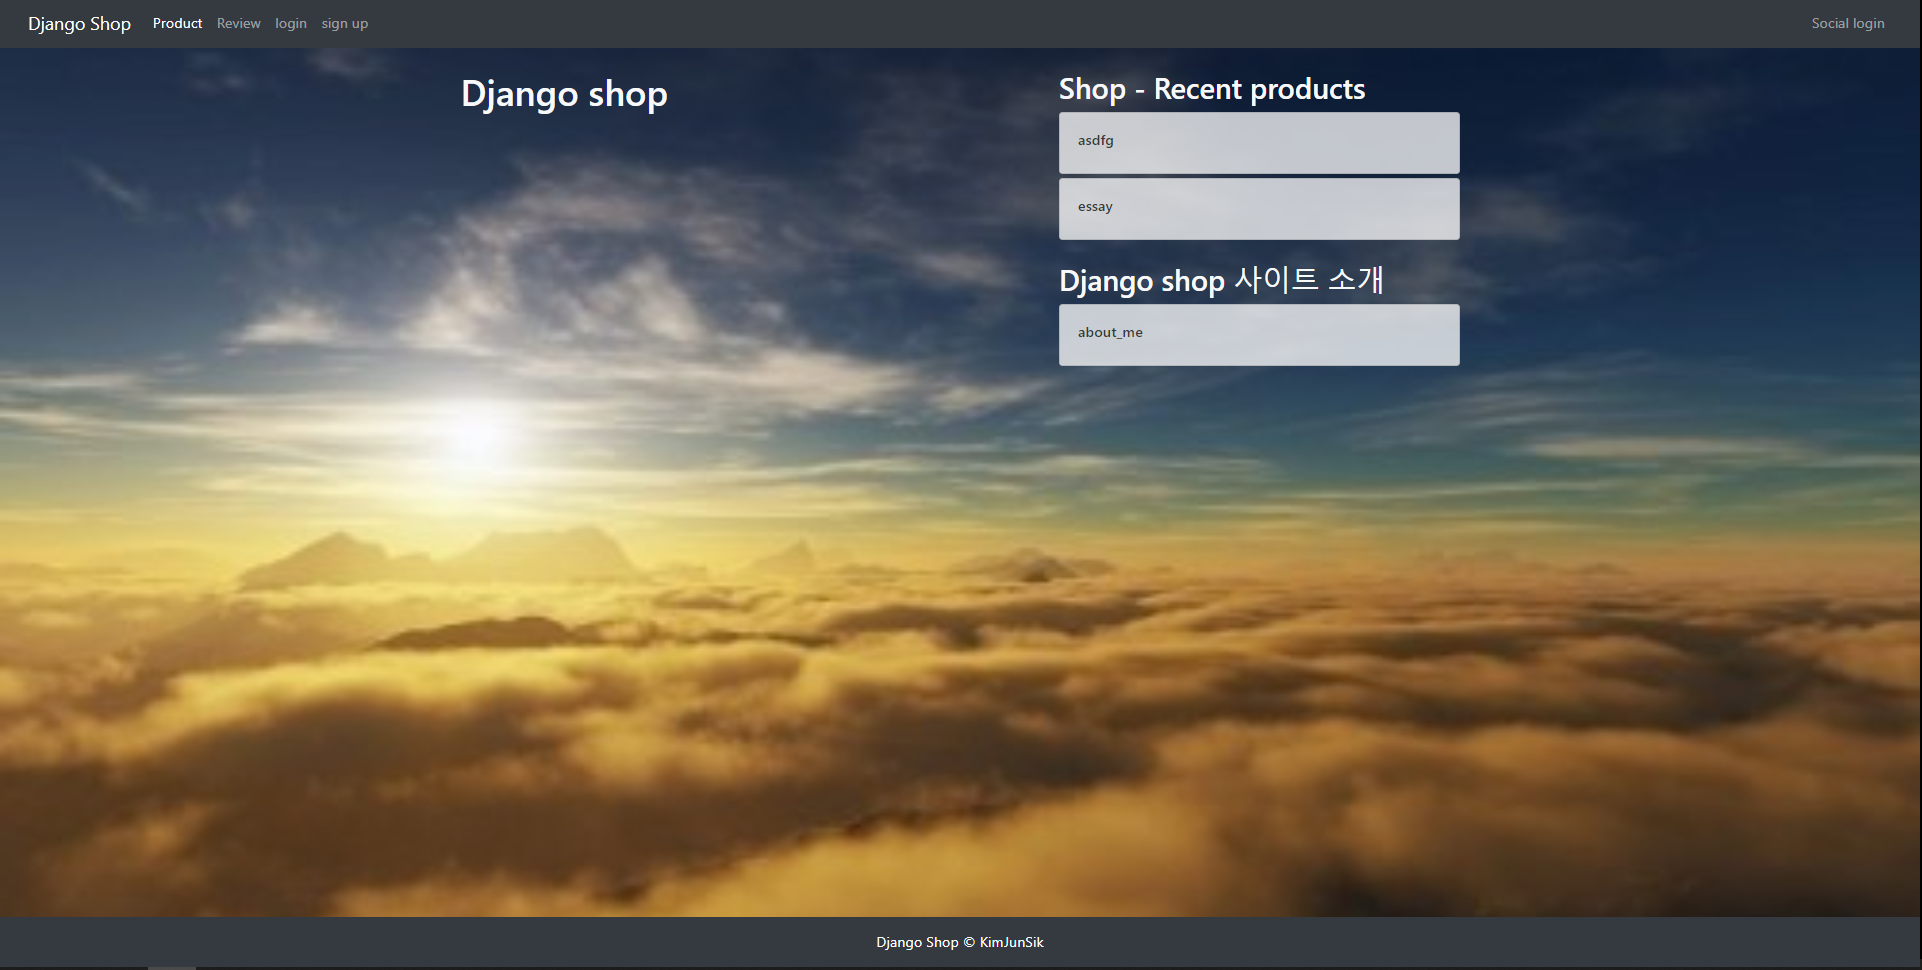 Django Shop Product Review login sign up Social login
Django shop
Shop - Recent products
asdfg
essay
Django shop 사이트 소개
about_me
Django Shop © KimJunSik